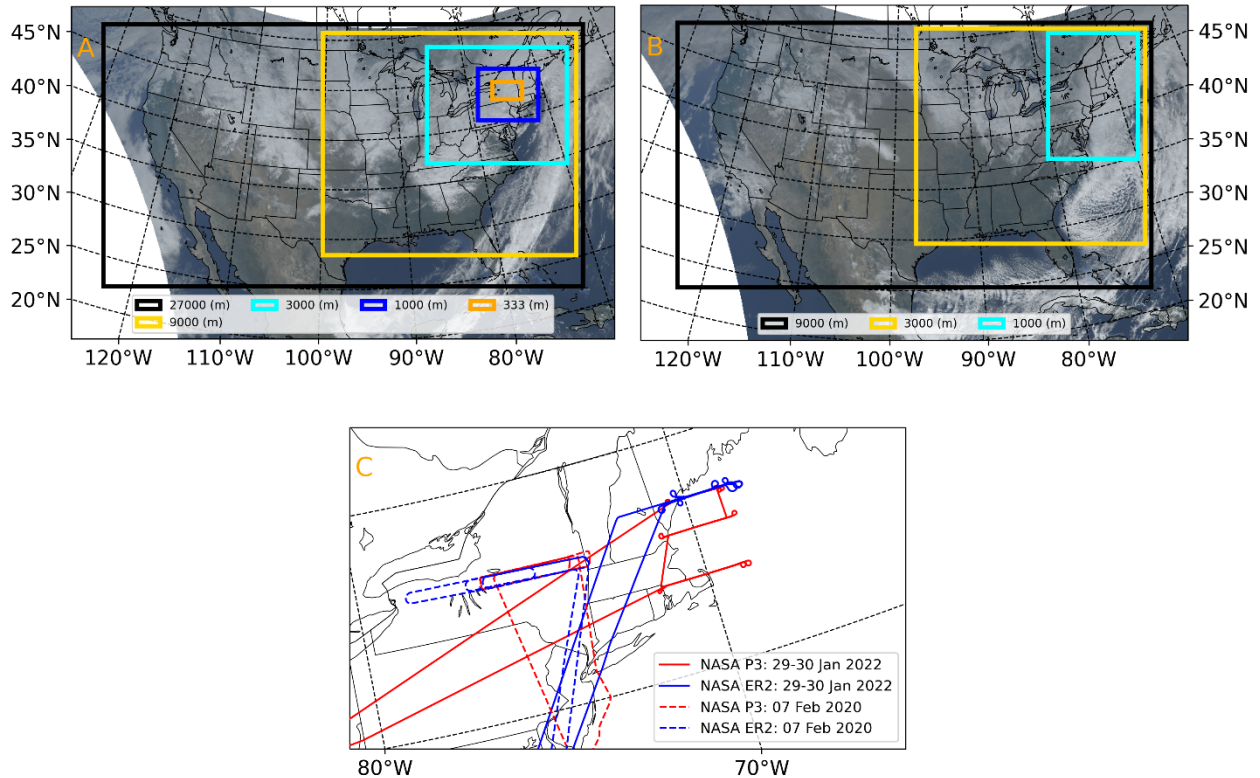 A
45°N
40°N
35°N
30°N
25°N
20°N
27000 (m) 3000 (m) 1000 (m) 333 (m)
9000 (m)
120°W 110°W 100°W 90°W 80°W
B
45°N
40°N
35°N
30°N
25°N
20°N
9000 (m) 3000 (m) 1000 (m)
120°W 110°W 100°W 90°W 80°W
C
NASA P3: 29-30 Jan 2022
NASA ER2: 29-30 Jan 2022
NASA P3: 07 Feb 2020
NASA ER2: 07 Feb 2020
80°W 70°W